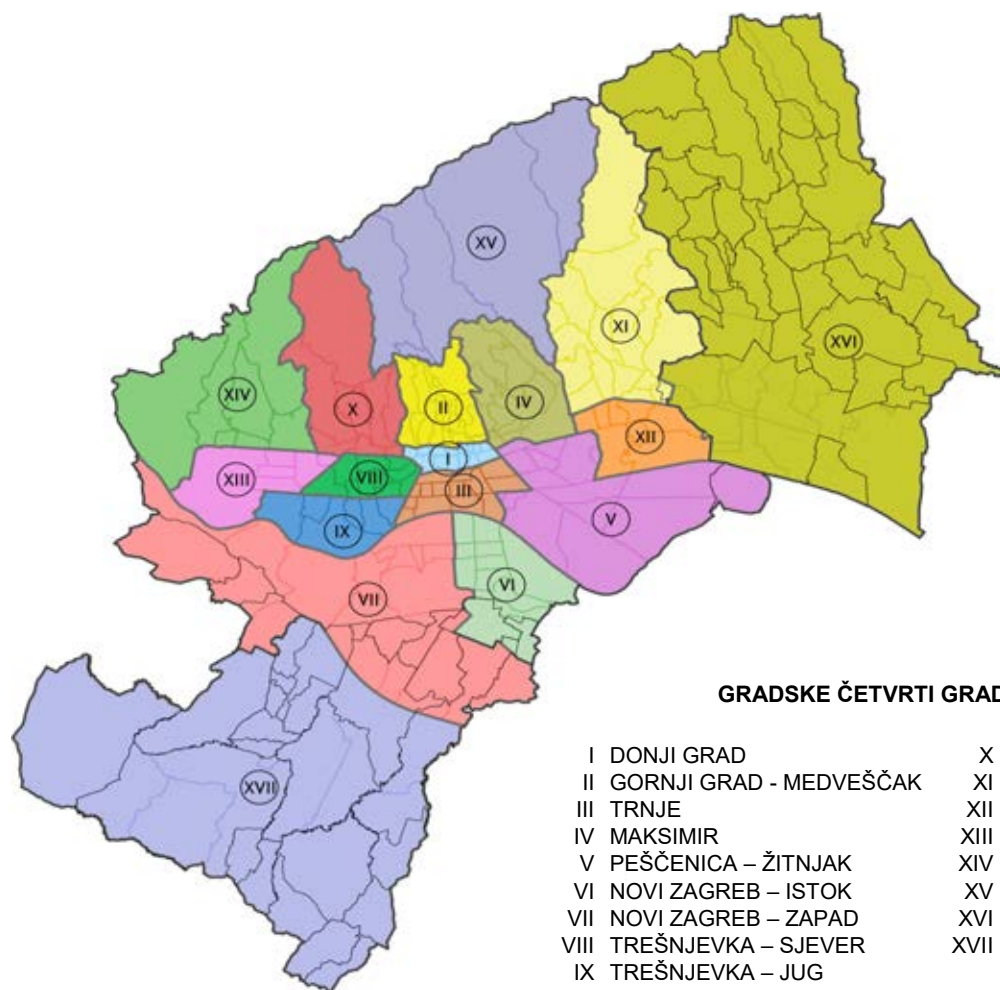 XV
XI
XVI
XIV
X
II
IV
XII
I
XIII
VIII
III
V
IX
VI
VII
XVII
GRADSKE ČETVRTI GRAD
I DONJI GRAD X
II GORNJI GRAD - MEDVEŠČAK XI
III TRNJE XII
IV MAKSIMIR XIII
V PEŠČENICA – ŽITNJAK XIV
VI NOVI ZAGREB – ISTOK XV
VII NOVI ZAGREB – ZAPAD XVI
VIII TREŠNJEVKA – SJEVER XVII
IX TREŠNJEVKA – JUG